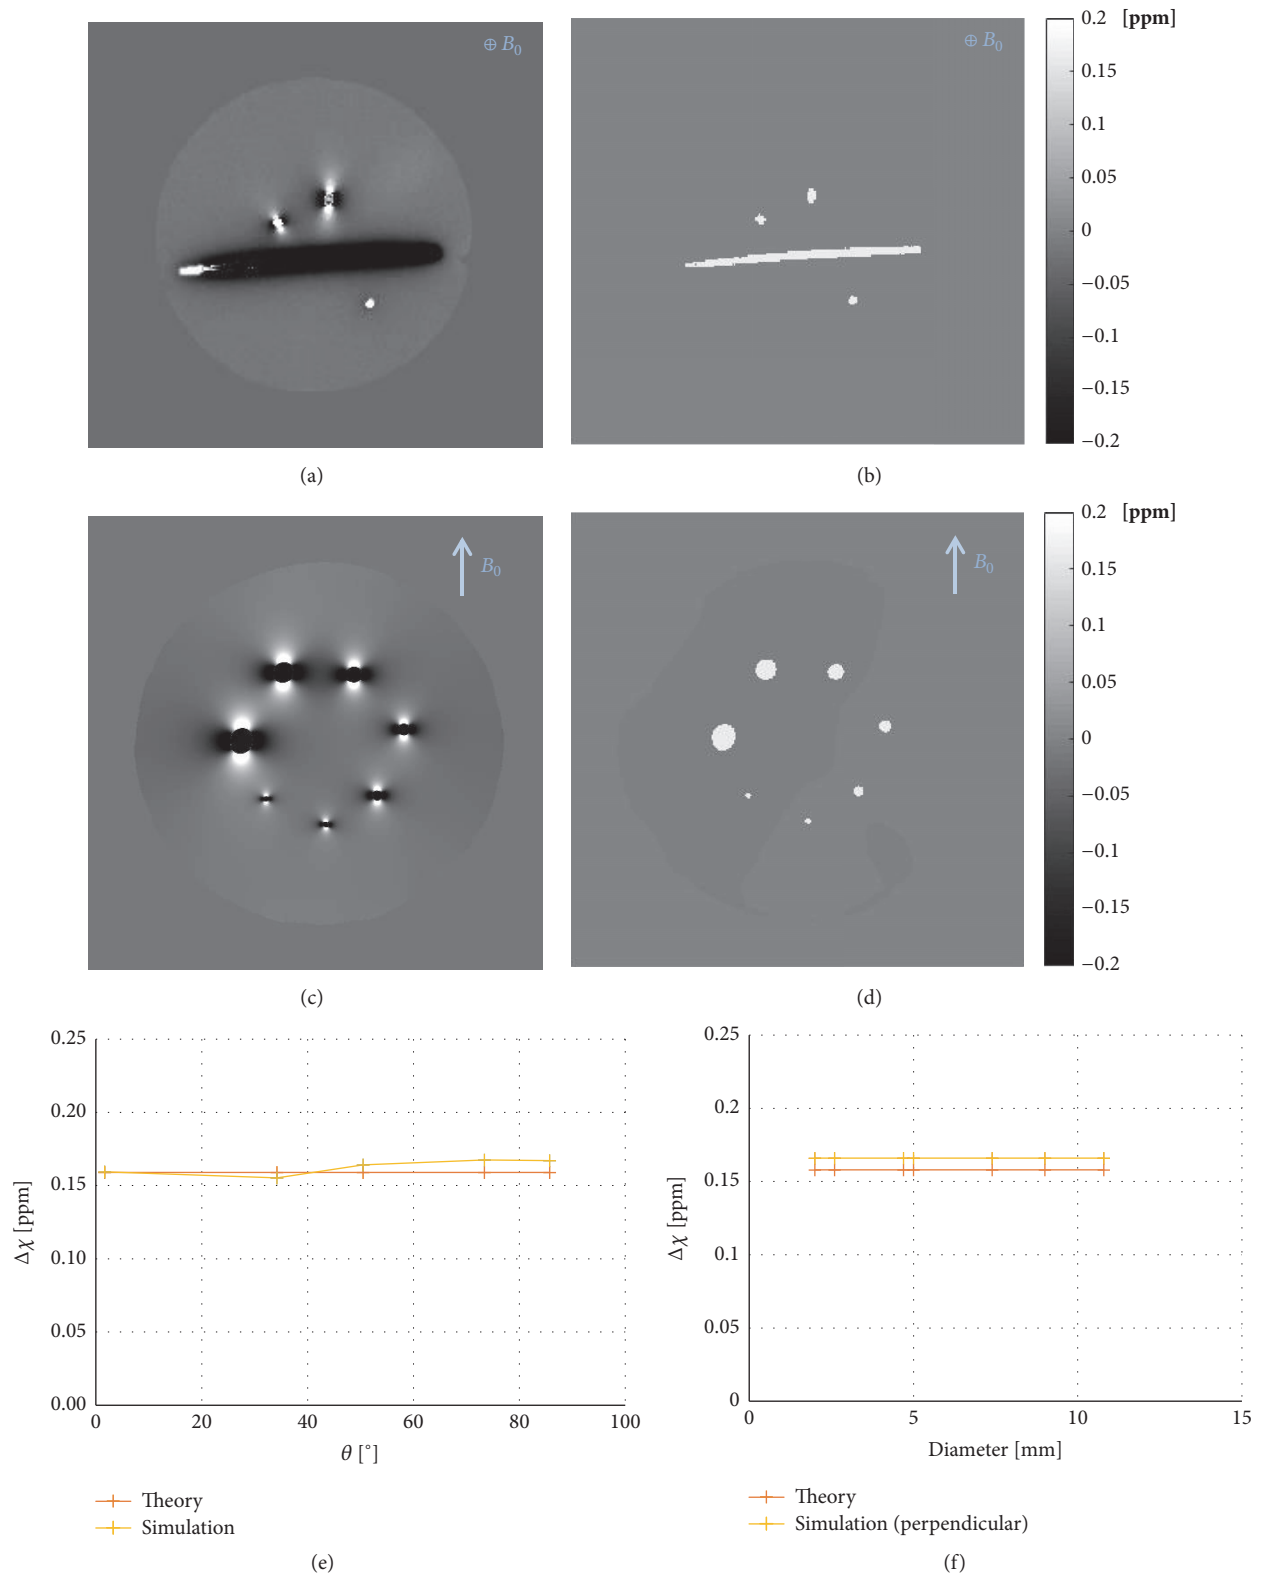 ⊕ B0
⊕ B0
0.2 [ppm]
0.15
0.1
0.05
0
−0.05
−0.1
−0.15
−0.2
(a)
(b)
B0
B0
0.2 [ppm]
0.15
0.1
0.05
0
−0.05
−0.1
−0.15
−0.2
(c)
(d)
0.25
0.20
0.15
0.10
0.05
0.00
Δχ [ppm]
0 20 40 60 80 100
θ [°]
Theory
Simulation
(e)
0.25
0.2
0.15
0.1
0.05
0
Δχ [ppm]
0 5 10 15
Diameter [mm]
Theory
Simulation (perpendicular)
(f)